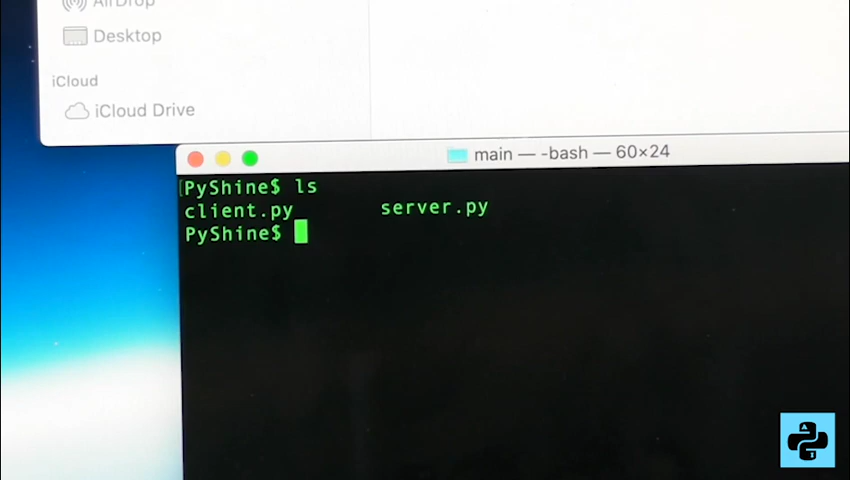 AirDrop
Desktop
iCloud
iCloud Drive
main — -bash — 60×24
PyShine$ ls
client.py server.py
PyShine$